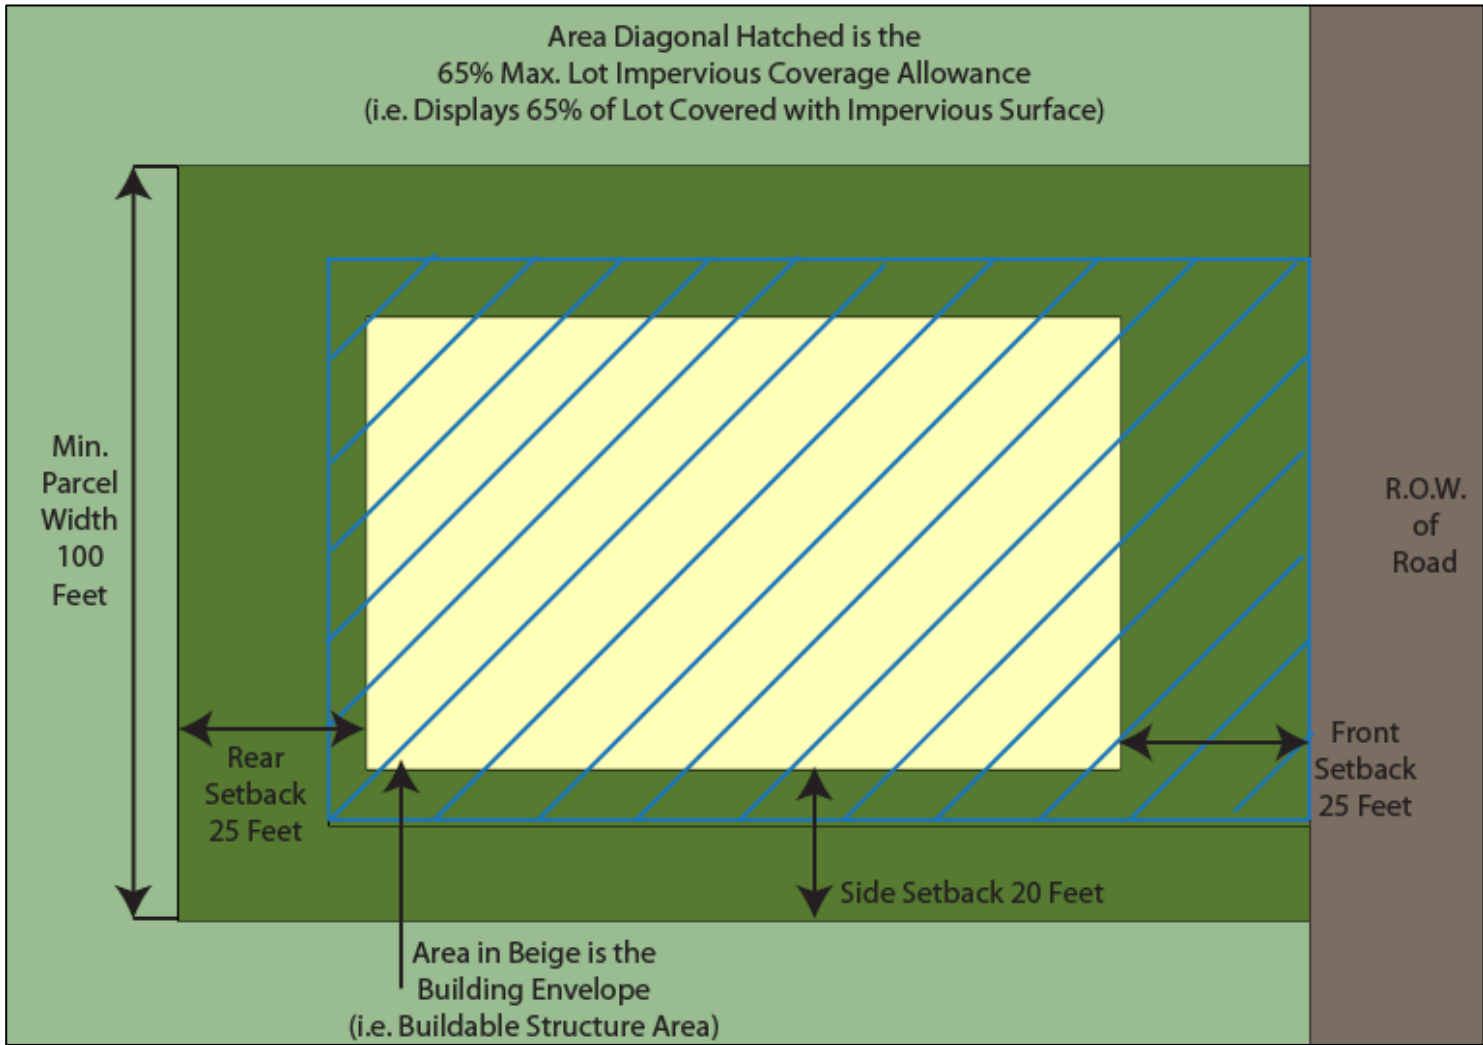 Area Diagonal Hatched is the
65% Max. Lot Impervious Coverage Allowance
(i.e. Displays 65% of Lot Covered with Impervious Surface)
Min.
Parcel
Width
100
Feet
R.O.W.
of
Road
Rear
Setback
25 Feet
Front
Setback
25 Feet
Side Setback 20 Feet
Area in Beige is the
Building Envelope
(i.e. Buildable Structure Area)